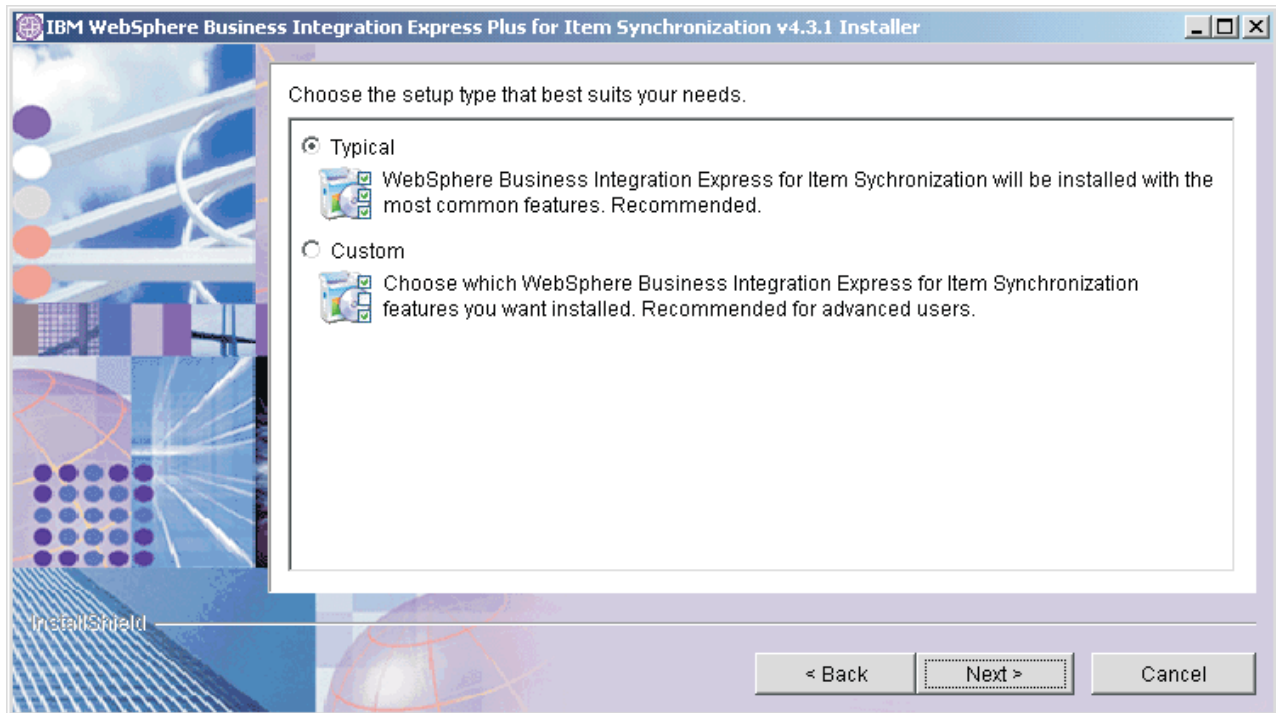 IBM WebSphere Business Integration Express Plus for Item Synchronization v4.3.1 Installer
Choose the setup type that best suits your needs.
Typical
WebSphere Business Integration Express for Item Sychronization will be installed with the
most common features. Recommended.
Custom
Choose which WebSphere Business Integration Express for Item Synchronization
features you want installed. Recommended for advanced users.
InstallShield
< Back
Next >
Cancel